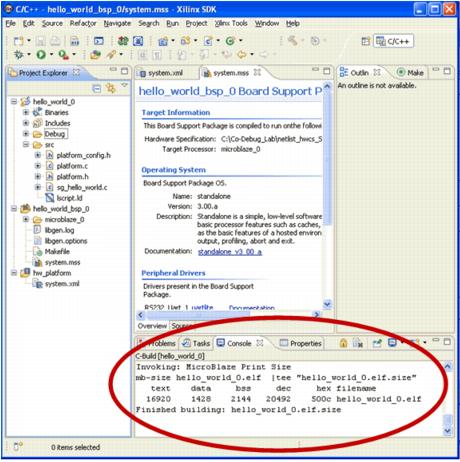 C/C++ - hello_world_bsp_0/system.mss - Xilinx SDK
File Edit Source Refactor Navigate Search Run Project Xilinx Tools Window Help
C/C++
Project Explorer
hello_world_0
Binaries
Includes
Debug
src
platform_config.h
platform.c
platform.h
sg_hello_world.c
lscript.ld
hello_world_bsp_0
microblaze_0
libgen.log
libgen.options
Makefile
system.mss
hw_platform
system.xml
system.xml system.mss
hello_world_bsp_0 Board Support P
Target Information
This Board Support Package is compiled to run onthe followi
Hardware Specification: C:\Co-Debug_Lab\netlist_hwcs_S
Target Processor: microblaze_0
Operating System
Board Support Package OS.
Name: standalone
Version: 3.00.a
Description: Standalone is a simple, low-level software
basic processor features such as caches,
as the basic features of a hosted environ
output, profiling, abort and exit.
Documentation: standalone_v3_00_a
Peripheral Drivers
Drivers present in the Board Support
Package.
RS232_Uart_1 uartlite Documentation
Overview Source
Outlin Make
An outline is not available.
Problems Tasks Console Properties
C-Build [hello_world_0]
Invoking: MicroBlaze Print Size
mb-size hello_world_0.elf |tee "hello_world_0.elf.size"
text data bss dec hex filename
16920 1428 2144 20492 500c hello_world_0.elf
Finished building: hello_world_0.elf.size
0 items selected